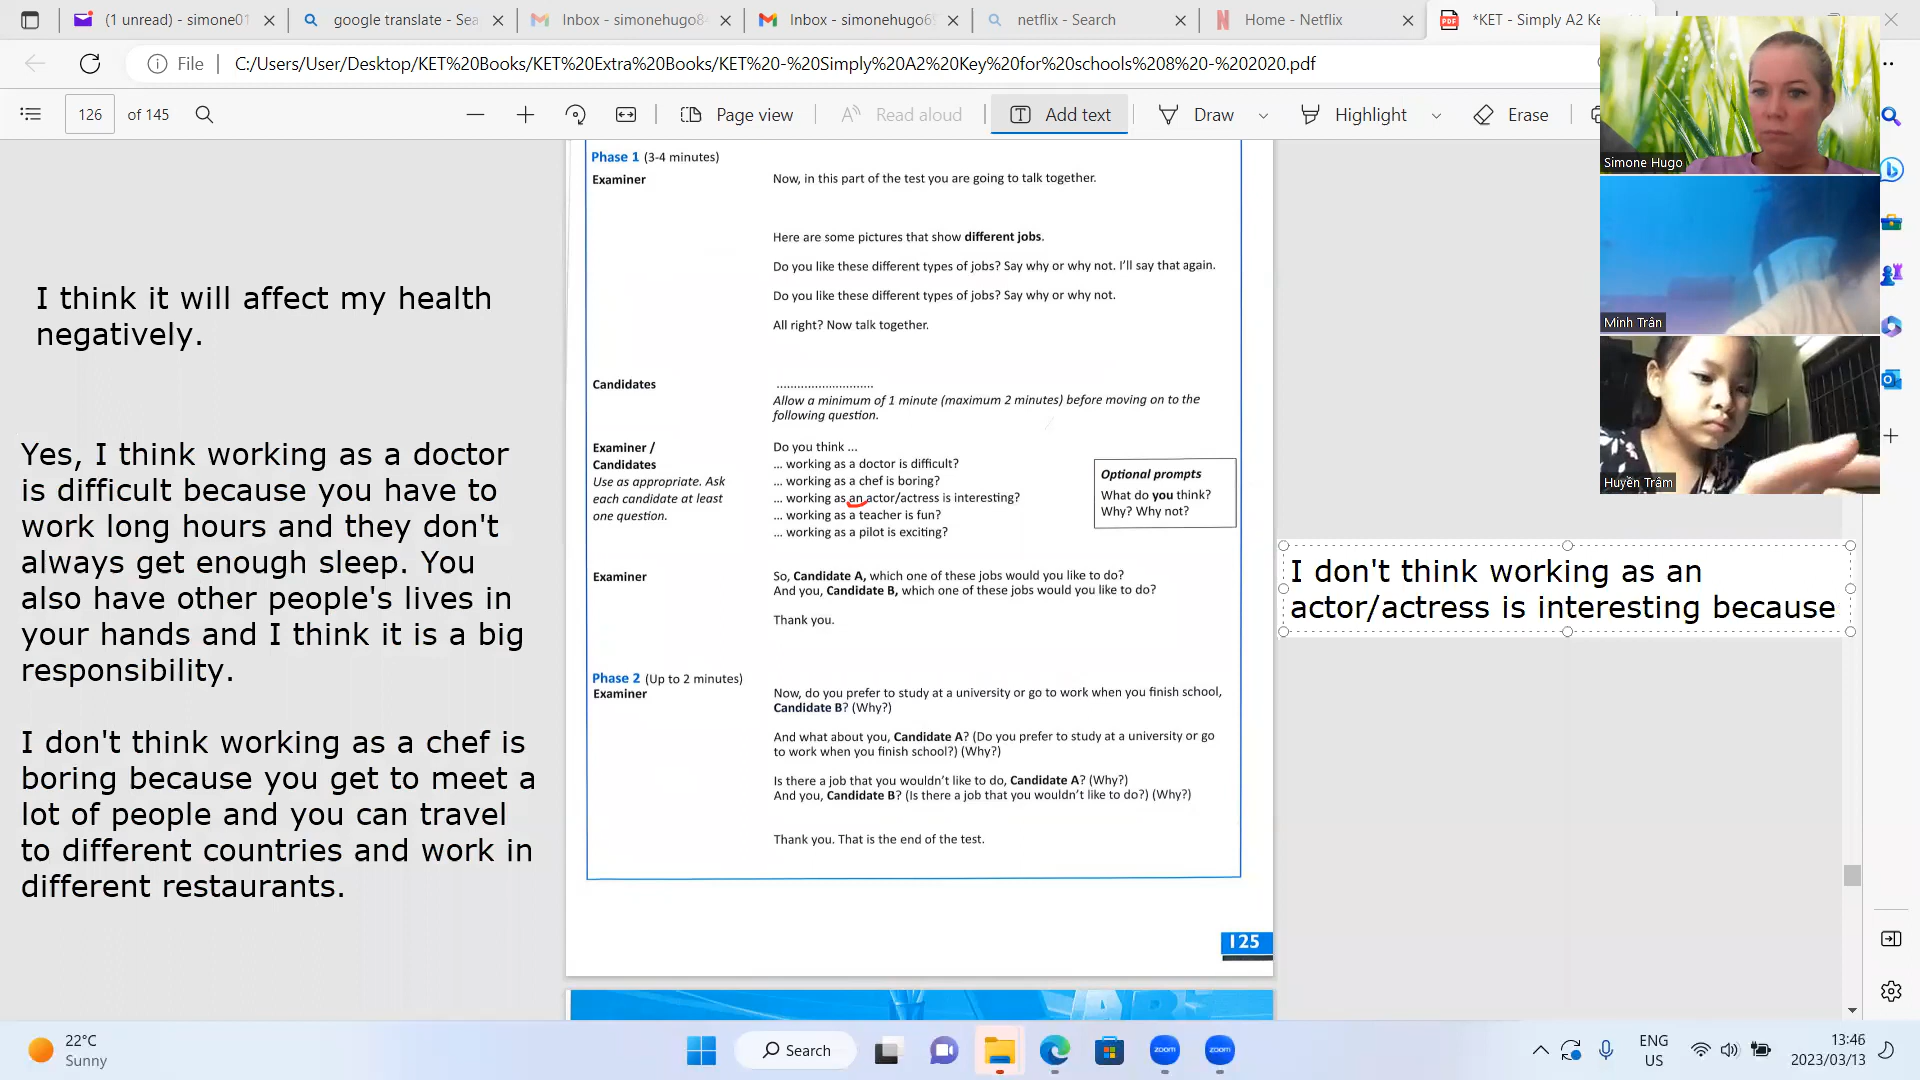 (1 unread) - simone01
google translate - Sea
Inbox - simonehugo84
Inbox - simonehugo69
netflix - Search
Home - Netflix
*KET - Simply A2 Ke
File
C:/Users/User/Desktop/KET%20Books/KET%20Extra%20Books/KET%20-%20Simply%20A2%20Key%20for%20schools%208%20-%202020.pdf
126 of 145
Page view
Read aloud
Add text
Draw
Highlight
Erase
Simone Hugo
Minh Trân
Huyền Trâm
I think it will affect my health
negatively.
Yes, I think working as a doctor
is difficult because you have to
work long hours and they don't
always get enough sleep. You
also have other people's lives in
your hands and I think it is a big
responsibility.
I don't think working as a chef is
boring because you get to meet a
lot of people and you can travel
to different countries and work in
different restaurants.
Phase 1 (3-4 minutes)
Examiner
Now, in this part of the test you are going to talk together.
Here are some pictures that show different jobs.
Do you like these different types of jobs? Say why or why not. I'll say that again.
Do you like these different types of jobs? Say why or why not.
All right? Now talk together.
Candidates
............................
Allow a minimum of 1 minute (maximum 2 minutes) before moving on to the
following question.
Examiner /
Candidates
Use as appropriate. Ask
each candidate at least
one question.
Do you think ...
... working as a doctor is difficult?
... working as a chef is boring?
... working as an actor/actress is interesting?
... working as a teacher is fun?
... working as a pilot is exciting?
Optional prompts
What do you think?
Why? Why not?
Examiner
So, Candidate A, which one of these jobs would you like to do?
And you, Candidate B, which one of these jobs would you like to do?
Thank you.
Phase 2 (Up to 2 minutes)
Examiner
Now, do you prefer to study at a university or go to work when you finish school,
Candidate B? (Why?)
And what about you, Candidate A? (Do you prefer to study at a university or go
to work when you finish school?) (Why?)
Is there a job that you wouldn't like to do, Candidate A? (Why?)
And you, Candidate B? (Is there a job that you wouldn't like to do?) (Why?)
Thank you. That is the end of the test.
125
I don't think working as an
actor/actress is interesting because
22°C
Sunny
Search
zoom
zoom
ENG
US
13:46
2023/03/13